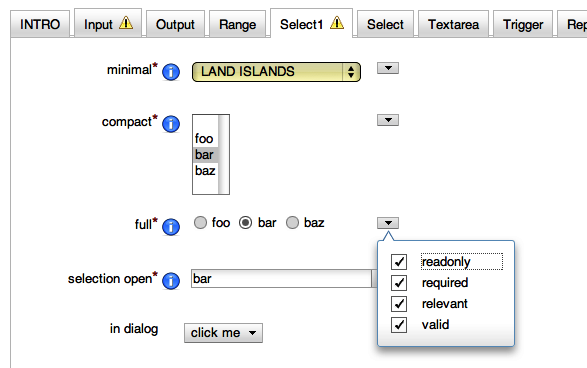 INTRO Input Output Range Select1 Select Textarea Trigger Rep
minimal* LAND ISLANDS
compact*
foo
bar
baz
full* foo bar baz
readonly
selection open* bar
required
relevant
in dialog click me
valid